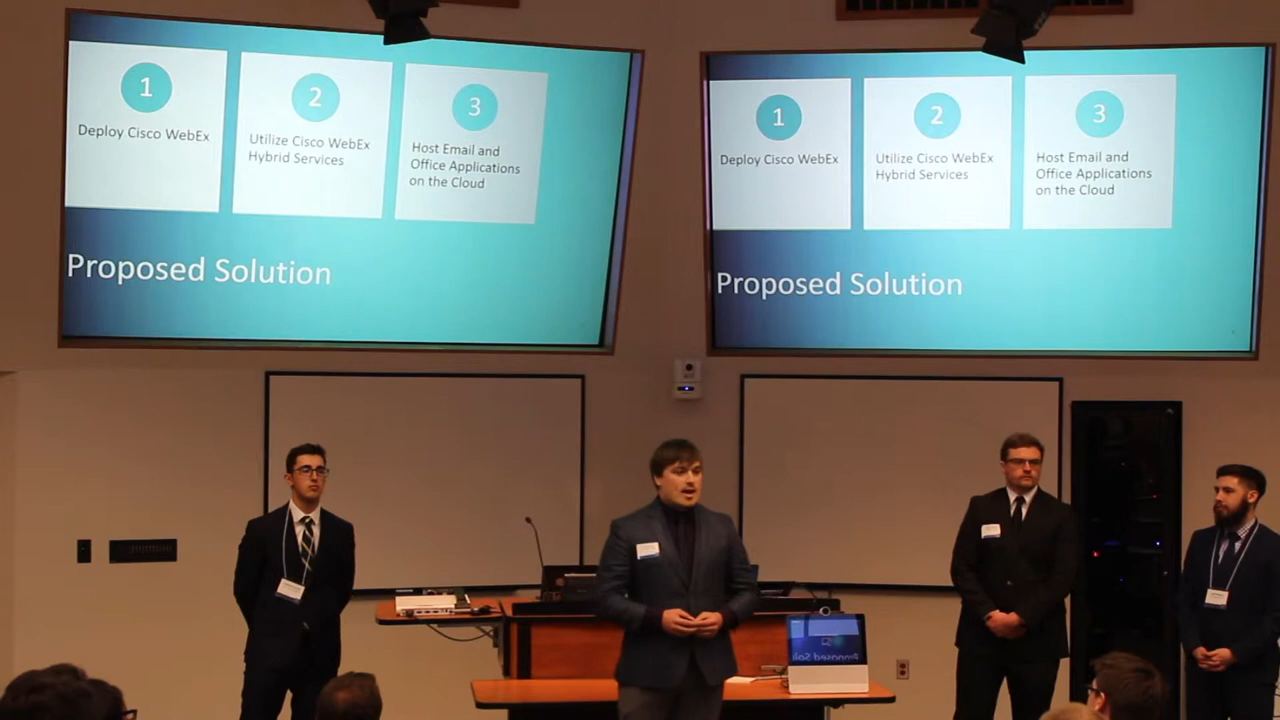 1
Deploy Cisco WebEx
2
Utilize Cisco WebEx
Hybrid Services
3
Host Email and
Office Applications
on the Cloud
Proposed Solution
1
Deploy Cisco WebEx
2
Utilize Cisco WebEx
Hybrid Services
3
Host Email and
Office Applications
on the Cloud
Proposed Solution
Proposed Soli